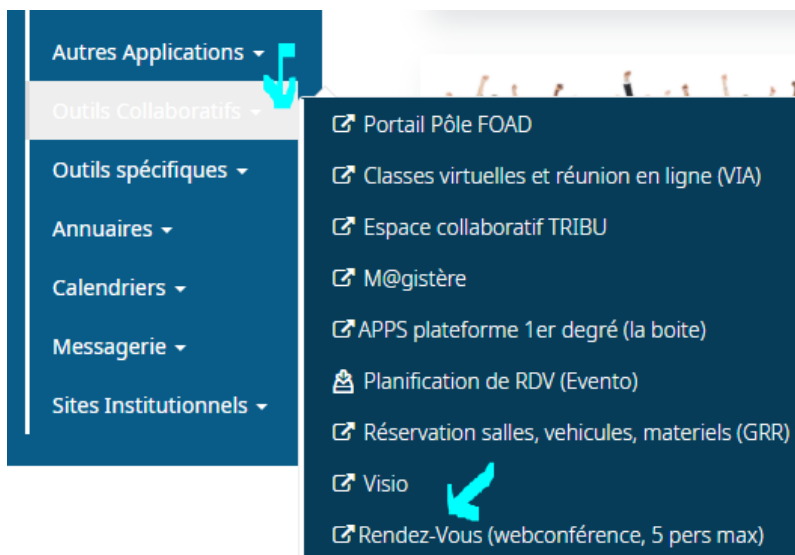 Autres Applications
Outils Collaboratifs
Outils spécifiques
Annuaires
Calendriers
Messagerie
Sites Institutionnels
Portail Pôle FOAD
Classes virtuelles et réunion en ligne (VIA)
Espace collaboratif TRIBU
M@gistère
APPS plateforme 1er degré (la boite)
Planification de RDV (Evento)
Réservation salles, vehicules, materiels (GRR)
Visio
Rendez-Vous (webconférence, 5 pers max)